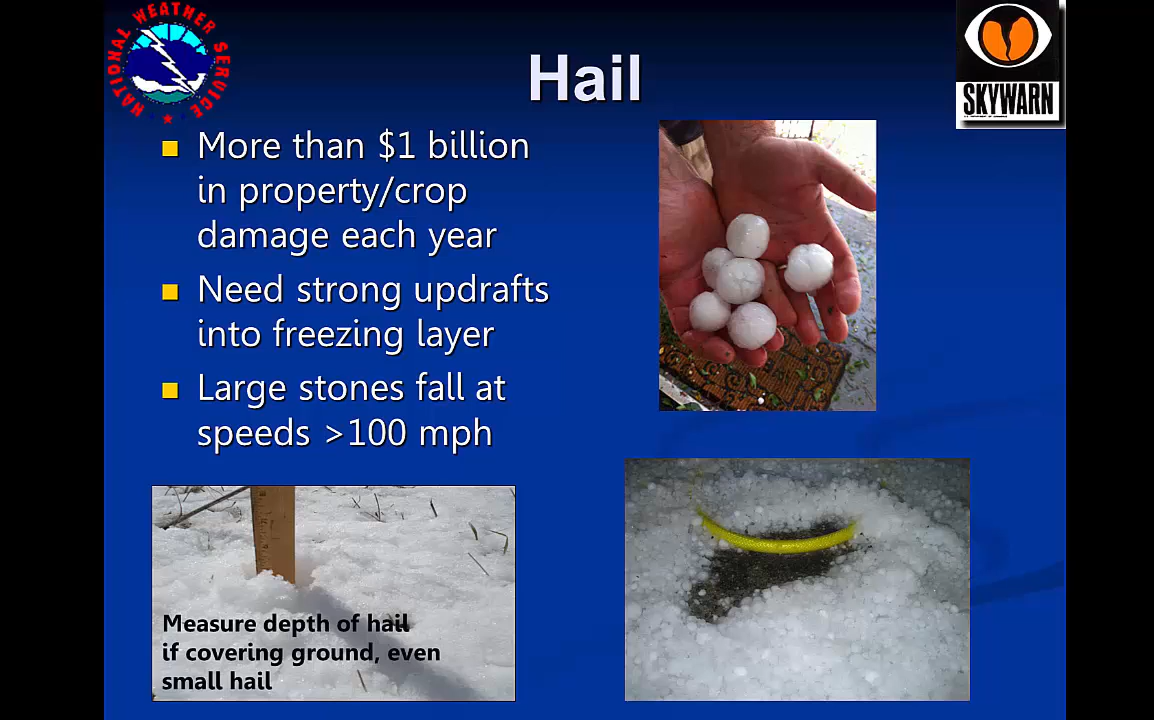 NATIONAL WEATHER SERVICE
Hail
SKYWARN
More than $1 billion
in property/crop
damage each year
Need strong updrafts
into freezing layer
Large stones fall at
speeds >100 mph
Measure depth of hail
if covering ground, even
small hail